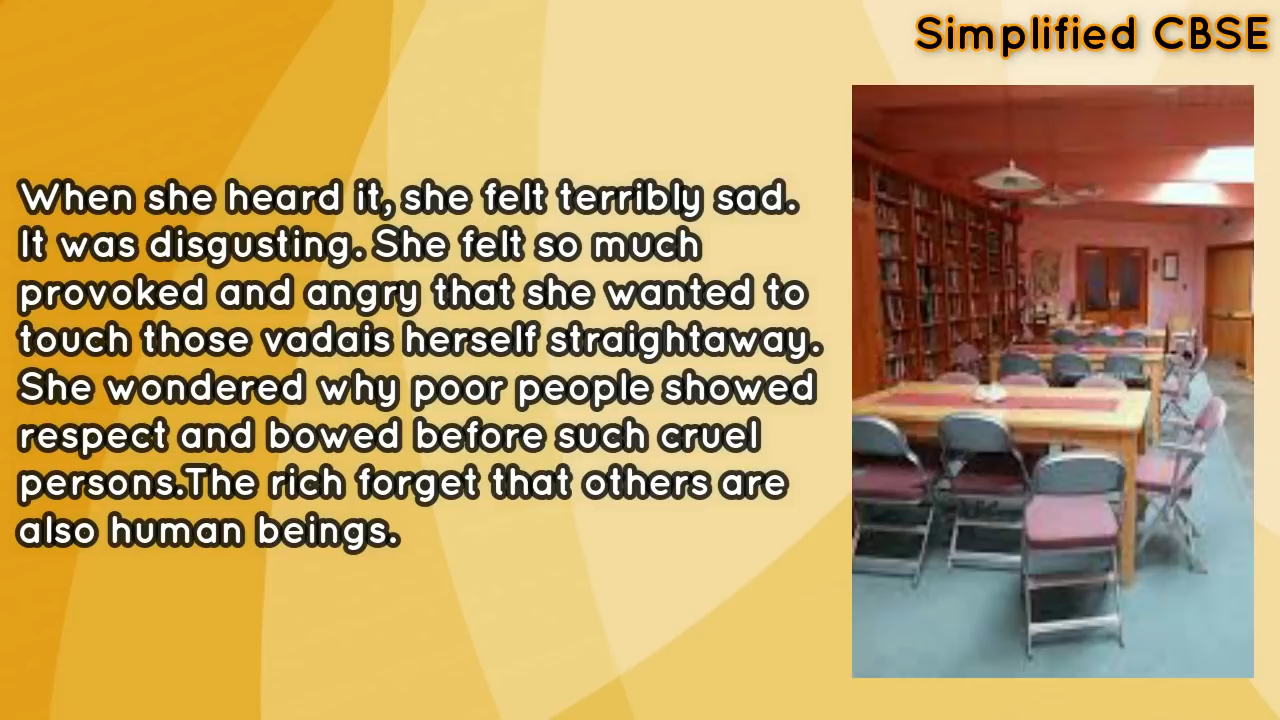 Simplified CBSE
When she heard it, she felt terribly sad.
It was disgusting. She felt so much
provoked and angry that she wanted to
touch those vadais herself straightaway.
She wondered why poor people showed
respect and bowed before such cruel
persons.The rich forget that others are
also human beings.